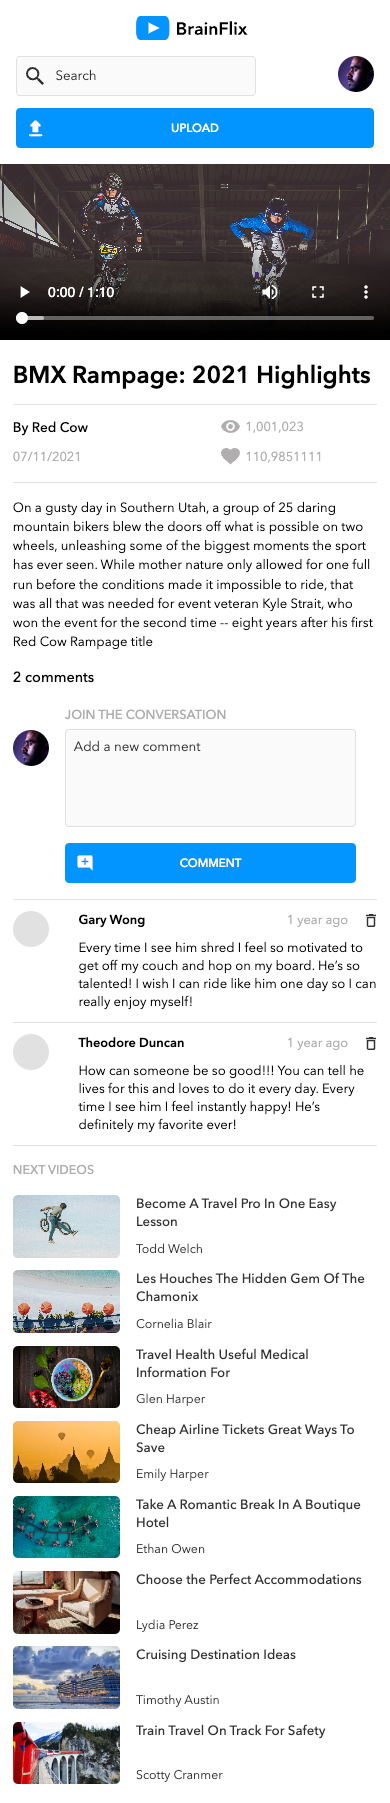 BrainFlix
Search
UPLOAD
0:00 / 1:10
BMX Rampage: 2021 Highlights
By Red Cow
1,001,023
07/11/2021
110,9851111
On a gusty day in Southern Utah, a group of 25 daring
mountain bikers blew the doors off what is possible on two
wheels, unleashing some of the biggest moments the sport
has ever seen. While mother nature only allowed for one full
run before the conditions made it impossible to ride, that
was all that was needed for event veteran Kyle Strait, who
won the event for the second time -- eight years after his first
Red Cow Rampage title
2 comments
JOIN THE CONVERSATION
Add a new comment
COMMENT
Gary Wong
1 year ago
Every time I see him shred I feel so motivated to
get off my couch and hop on my board. He’s so
talented! I wish I can ride like him one day so I can
really enjoy myself!
Theodore Duncan
1 year ago
How can someone be so good!!! You can tell he
lives for this and loves to do it every day. Every
time I see him I feel instantly happy! He’s
definitely my favorite ever!
NEXT VIDEOS
Become A Travel Pro In One Easy
Lesson
Todd Welch
Les Houches The Hidden Gem Of The
Chamonix
Cornelia Blair
Travel Health Useful Medical
Information For
Glen Harper
Cheap Airline Tickets Great Ways To
Save
Emily Harper
Take A Romantic Break In A Boutique
Hotel
Ethan Owen
Choose the Perfect Accommodations
Lydia Perez
Cruising Destination Ideas
Timothy Austin
Train Travel On Track For Safety
Scotty Cranmer